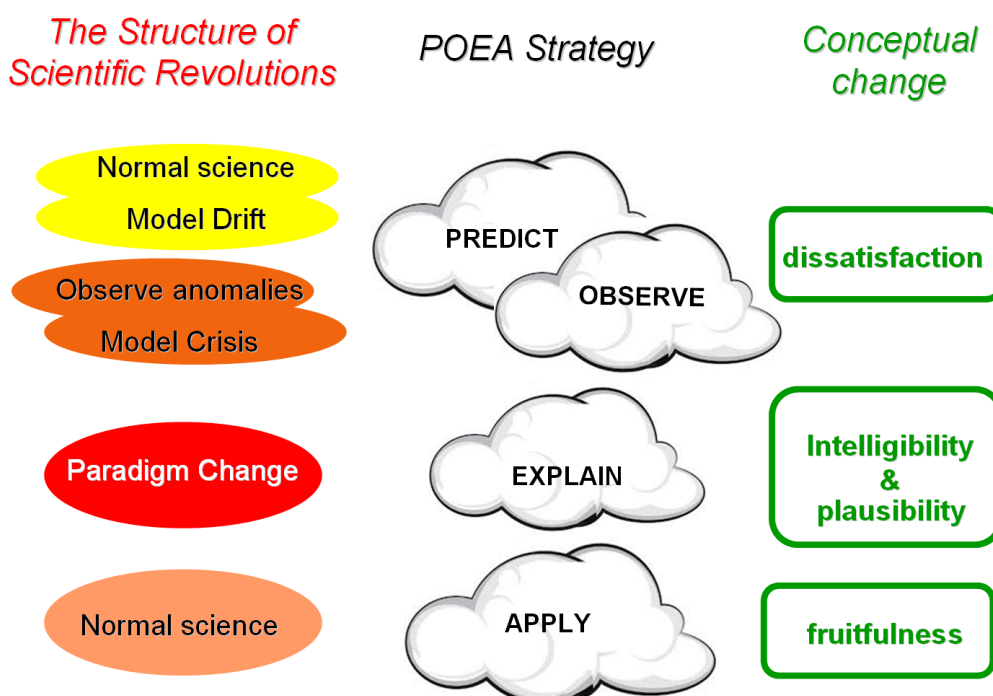 The Structure of
Scientific Revolutions
POEA Strategy
Conceptual
change
Normal science
Model Drift
Observe anomalies
Model Crisis
PREDICT
OBSERVE
dissatisfaction
Paradigm Change
EXPLAIN
Intelligibility
&
plausibility
Normal science
APPLY
fruitfulness